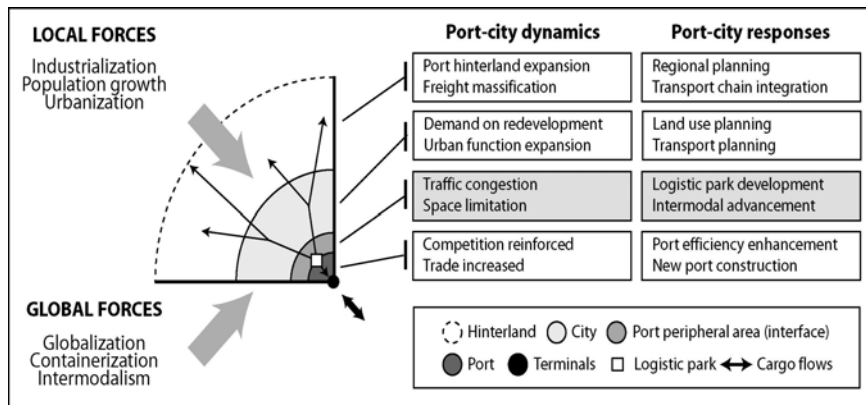 LOCAL FORCES
Industrialization
Population growth
Urbanization
GLOBAL FORCES
Globalization
Containerization
Intermodalism
Port-city dynamics
Port-city responses
Port hinterland expansion
Freight massification
Regional planning
Transport chain integration
Demand on redevelopment
Urban function expansion
Land use planning
Transport planning
Traffic congestion
Space limitation
Logistic park development
Intermodal advancement
Competition reinforced
Trade increased
Port efficiency enhancement
New port construction
Hinterland
City
Port peripheral area (interface)
Port
Terminals
Logistic park
Cargo flows